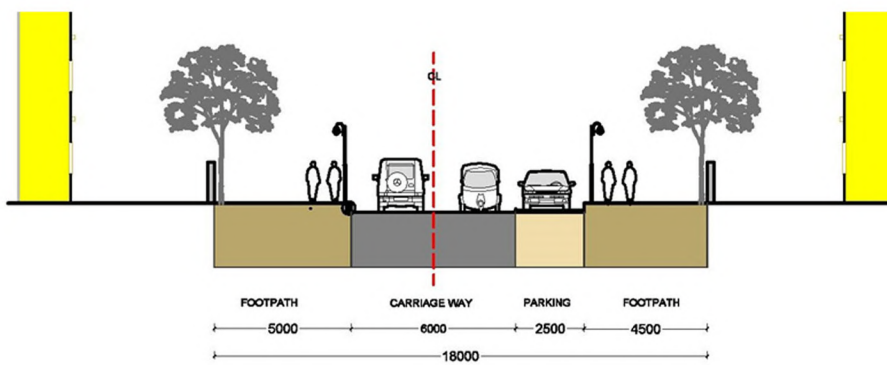 CL
FOOTPATH CARRIAGE WAY PARKING FOOTPATH
5000 6000 2500 4500
18000